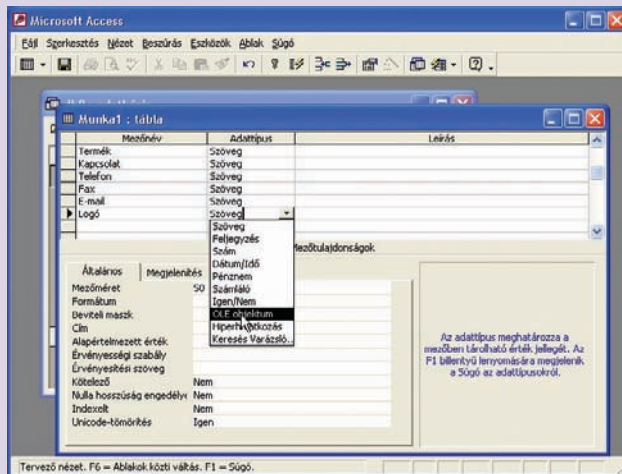 Microsoft Access
Fájl Szerkesztés Nézet Beszúrás Eszközök Ablak Súgó
Munka1 : tábla
Mezőnév Adattípus Leírás
Termék Szöveg
Kapcsolat Szöveg
Telefon Szöveg
Fax Szöveg
E-mail Szöveg
Logó Szöveg
Szöveg
Feljegyzés
Szám
Dátum/Idő
Pénznem
Számláló
Igen/Nem
OLE objektum
Keresés Varázsló...
Mezőtulajdonságok
Általános Megjelenítés
Mezőméret 50
Formátum
Beviteli maszk
Cím
Alapértelmezett érték
Érvényességi szabály
Érvényesítési szöveg
Kötelező Nem
Nulla hosszúság engedélye Nem
Indexelt Nem
Unicode-tömörítés Igen
Az adattípus meghatározza a
mezőben tárolható érték jellegét. Az
F1 billentyű lenyomására megjelenik
a Súgó az adattípusokról.
Tervező nézet. F6 = Ablakok közti váltás. F1 = Súgó.